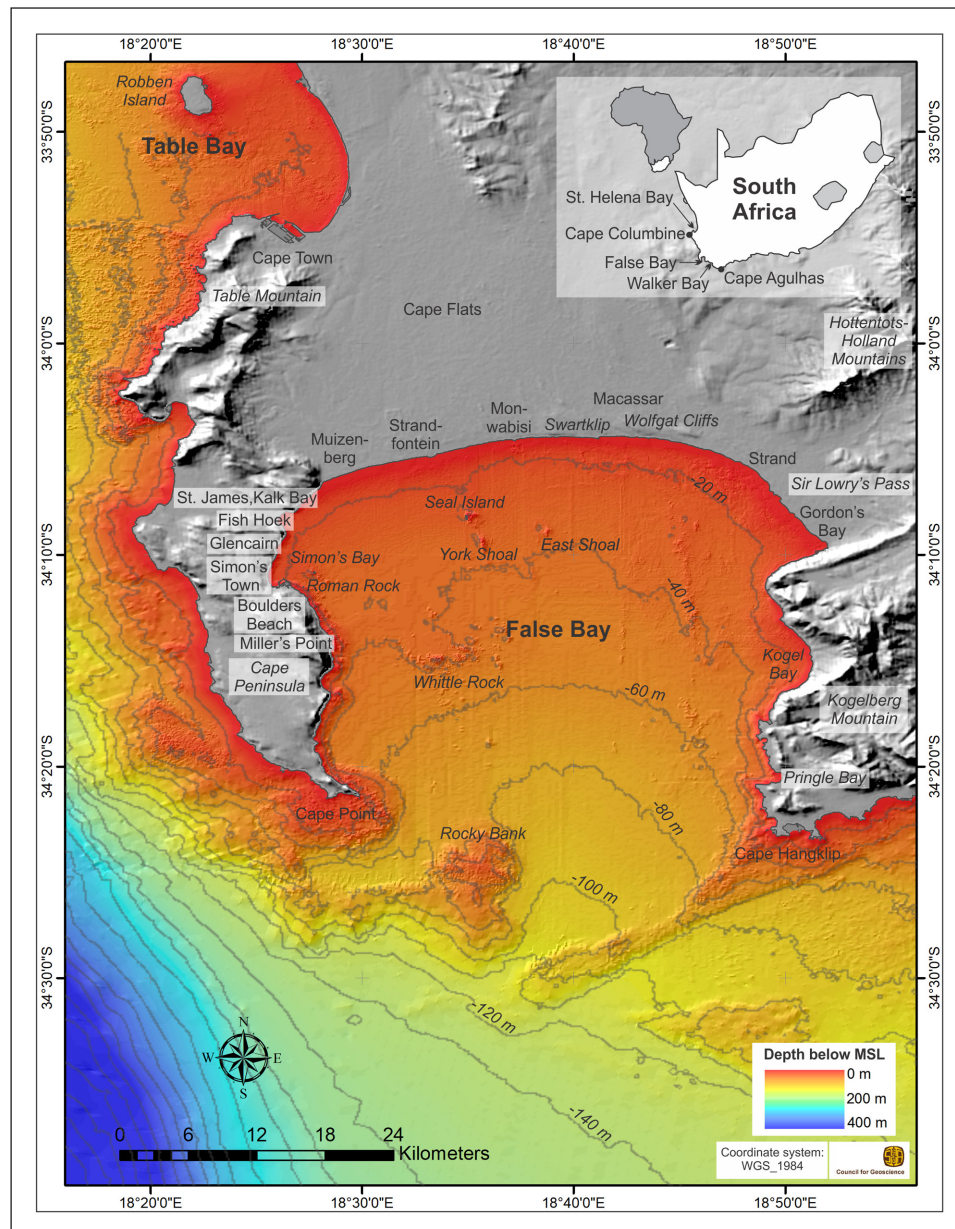 18°20'0"E
18°30'0"E
18°40'0"E
18°50'0"E
33°50'0"S
33°50'0"S
Robben
Island
Table Bay
South
Africa
St. Helena Bay
Cape Columbine
False Bay
Walker Bay
Cape Agulhas
Cape Town
Table Mountain
Cape Flats
Hottentots-
Holland
Mountains
34°0'0"S
34°0'0"S
Macassar
Mon-
wabisi
Swartklip
Wolfgat Cliffs
Strand-
fontein
Muizen-
berg
Strand
Sir Lowry's Pass
-20 m
St. James,Kalk Bay
Seal Island
Gordon's
Bay
Fish Hoek
Glencairn
Simon's Bay
York Shoal
East Shoal
34°10'0"S
34°10'0"S
Simon's
Town
Roman Rock
-40 m
Boulders
Beach
False Bay
Miller's Point
Kogel
Bay
Cape
Peninsula
Whittle Rock
-60 m
Kogelberg
Mountain
34°20'0"S
34°20'0"S
Pringle Bay
Cape Point
-80 m
Rocky Bank
Cape Hangklip
-100 m
34°30'0"S
34°30'0"S
-120 m
N
W
E
S
-140 m
Depth below MSL
0 m
200 m
400 m
0
6
12
18
24
Kilometers
Coordinate system:
WGS_1984
Council for Geoscience
18°20'0"E
18°30'0"E
18°40'0"E
18°50'0"E